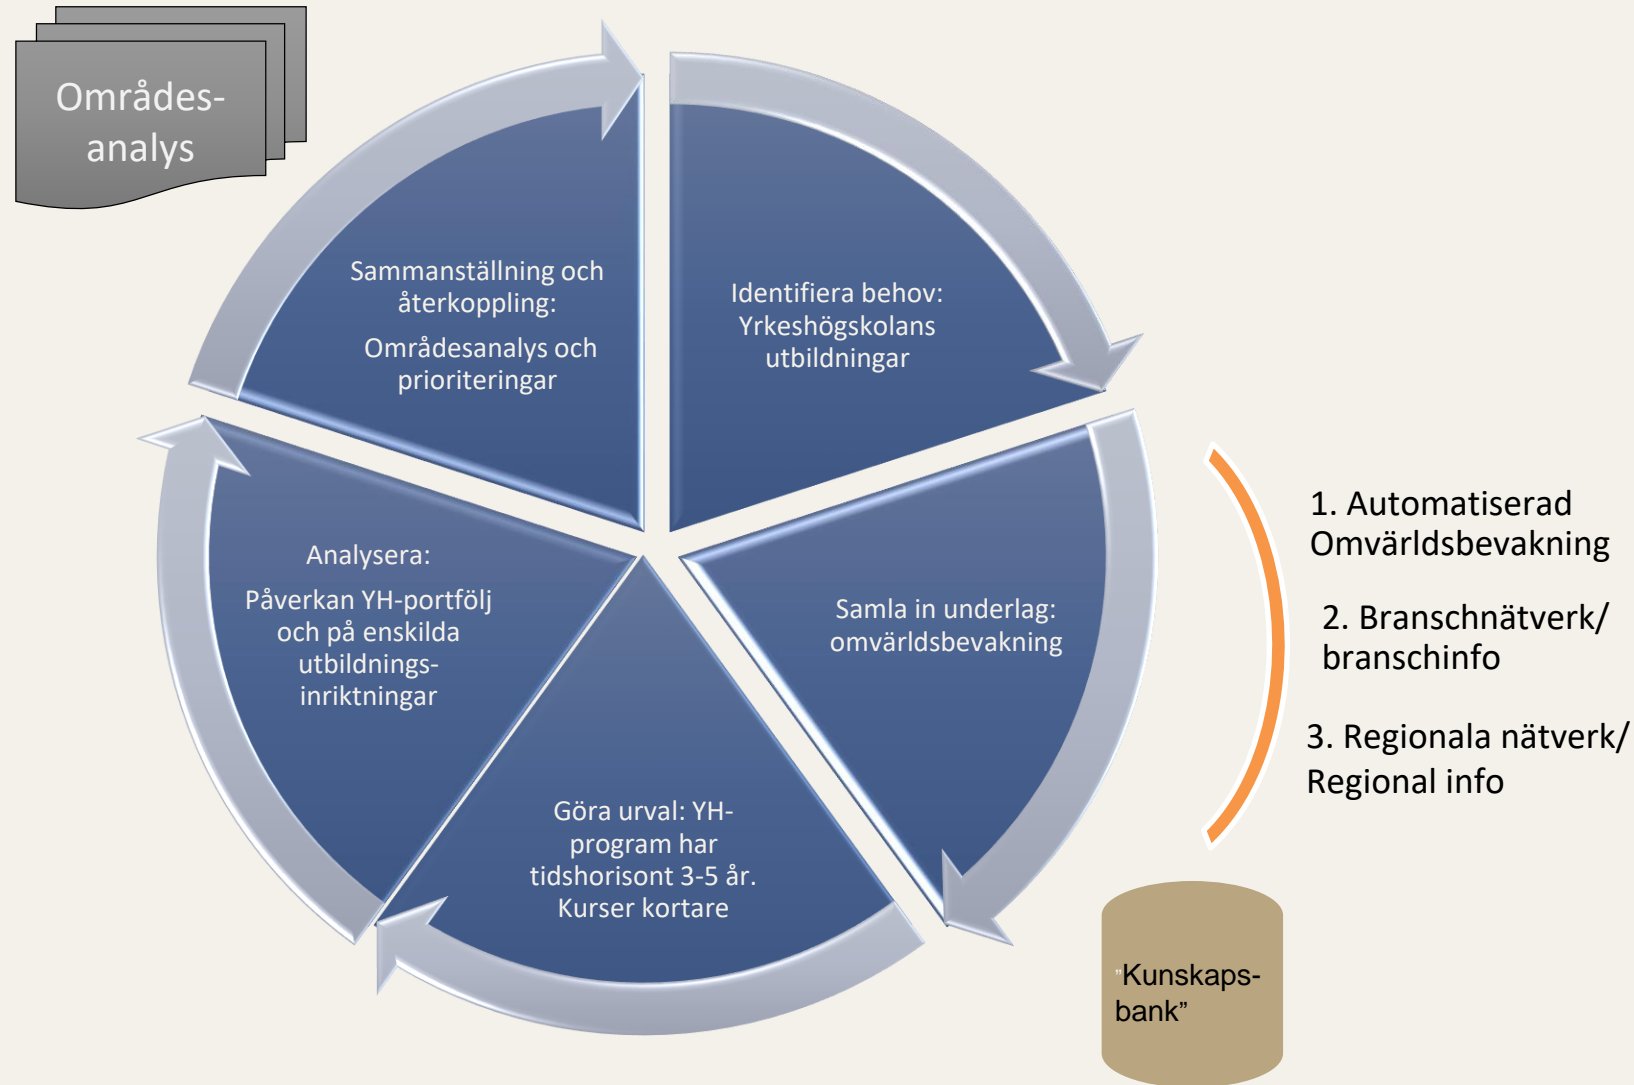 Områdes-
analys
Sammanställning och
återkoppling:
Områdesanalys och
prioriteringar
Identifiera behov:
Yrkeshögskolans
utbildningar
Analysera:
Påverkan YH-portfölj
och på enskilda
utbildnings-
inriktningar
Samla in underlag:
omvärldsbevakning
Göra urval: YH-
program har
tidshorisont 3-5 år.
Kurser kortare
1. Automatiserad
Omvärldsbevakning
2. Branschnätverk/
branschinfo
3. Regionala nätverk/
Regional info
”Kunskaps-
bank”